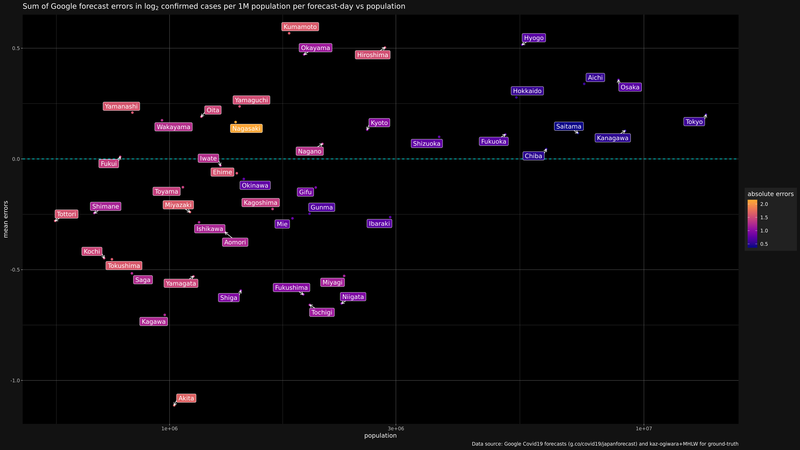 Sum of Google forecast errors in log2 confirmed cases per 1M population per forecast-day vs population
Kumamoto
Hyogo
0.5
Okayama
Hiroshima
Aichi
Osaka
Hokkaido
Yamanashi
Yamaguchi
Oita
Tokyo
Wakayama
Nagasaki
Kyoto
Saitama
Shizuoka
Fukuoka
Kanagawa
Nagano
Chiba
0.0
Fukui
Iwate
Ehime
Okinawa
Toyama
Gifu
absolute errors
2.0
1.5
1.0
0.5
mean errors
Shimane
Miyazaki
Kagoshima
Gunma
Tottori
Mie
Ibaraki
Ishikawa
Aomori
Kochi
Tokushima
-0.5
Saga
Yamagata
Miyagi
Fukushima
Shiga
Niigata
Tochigi
Kagawa
-1.0
Akita
1e+06
3e+06
1e+07
population
Data source: Google Covid19 forecasts (g.co/covid19/japanforecast) and kaz-ogiwara+MHLW for ground-truth